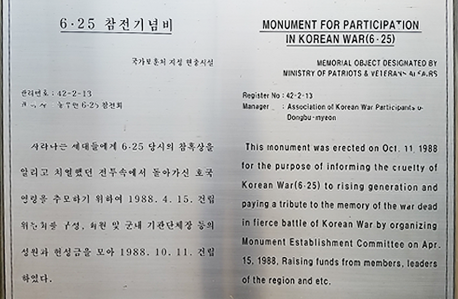 6·25 참전기념비
국가보훈처 지정 현충시설
관리번호 : 42-2-13
6·25 참전회
자라나는 세대들에게 6·25 당시의 참혹상을
알리고 치열했던 전투속에서 돌아가신 호국
영령을 추모하기 위하여 1988. 4. 15. 건립
위원회를 구성, 회원 및 군내 기관단체장 등의
성원과 헌성금을 모아 1988. 10. 11. 건립
하였다.
MONUMENT FOR PARTICIPATION
IN KOREAN WAR(6·25)
MEMORIAL OBJECT DESIGNATED BY
MINISTRY OF PATRIOTS & VETERANS AFFAIRS
Register No : 42-2-13
Manager : Association of Korean War Participants
Dongbu-myeon
This monument was erected on Oct. 11, 1988
for the purpose of informing the cruelty of
Korean War(6·25) to rising generation and
paying a tribute to the memory of the war dead
in fierce battle of Korean War by organizing
Monument Establishment Committee on Apr.
15, 1988, Raising funds from members, leaders
of the region and etc.